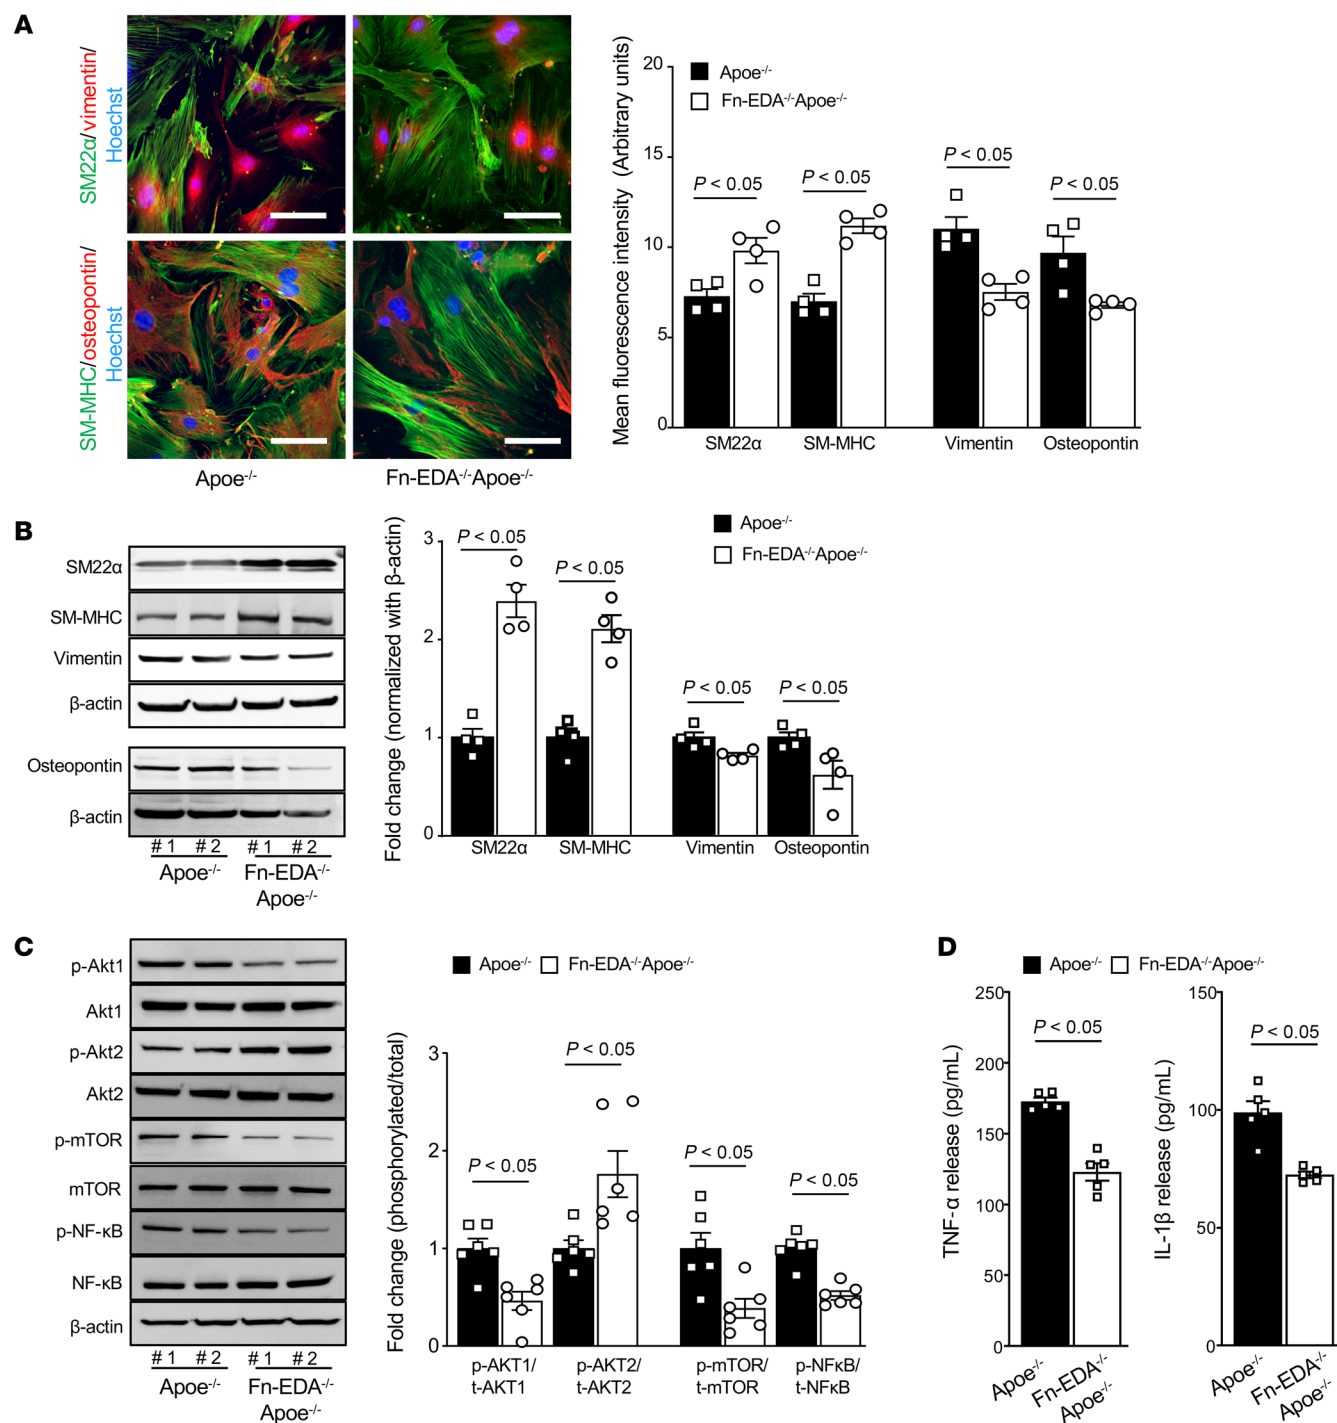 A
SM22α/vimentin/
Hoechst
SM-MHC/osteopontin/
Hoechst
Apoe-/-
Fn-EDA-/-Apoe-/-
Mean fluorescence intensity (Arbitrary units)
20
15
10
5
0
Apoe-/-
Fn-EDA-/-Apoe-/-
P < 0.05
P < 0.05
P < 0.05
P < 0.05
SM22α
SM-MHC
Vimentin
Osteopontin
B
SM22α
SM-MHC
Vimentin
β-actin
Osteopontin
β-actin
# 1
# 2
# 1
# 2
Apoe-/-
Fn-EDA-/-
Apoe-/-
Fold change (normalized with β-actin)
3
2
1
0
Apoe-/-
Fn-EDA-/-Apoe-/-
P < 0.05
P < 0.05
P < 0.05
P < 0.05
SM22α
SM-MHC
Vimentin
Osteopontin
C
p-Akt1
Akt1
p-Akt2
Akt2
p-mTOR
mTOR
p-NF-κB
NF-κB
β-actin
# 1
# 2
# 1
# 2
Apoe-/-
Fn-EDA-/-
Apoe-/-
Apoe-/-
Fn-EDA-/-Apoe-/-
Fold change (phosphorylated/total)
3
2
1
0
P < 0.05
P < 0.05
P < 0.05
P < 0.05
p-AKT1/
t-AKT1
p-AKT2/
t-AKT2
p-mTOR/
t-mTOR
p-NFκB/
t-NFκB
D
Apoe-/-
Fn-EDA-/-Apoe-/-
TNF-α release (pg/mL)
250
200
150
100
50
0
P < 0.05
Apoe-/-
Fn-EDA-/-
Apoe-/-
IL-1β release (pg/mL)
150
100
50
0
P < 0.05
Apoe-/-
Fn-EDA-/-
Apoe-/-